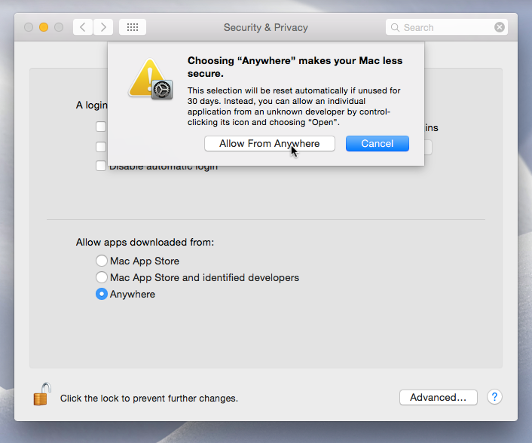 Security & Privacy
Search
Choosing “Anywhere” makes your Mac less
secure.
This selection will be reset automatically if unused for
30 days. Instead, you can allow an individual
application from an unknown developer by control-
clicking its icon and choosing “Open”.
Allow From Anywhere
Cancel
A login
Disable automatic login
Allow apps downloaded from:
Mac App Store
Mac App Store and identified developers
Anywhere
Click the lock to prevent further changes.
Advanced...
?